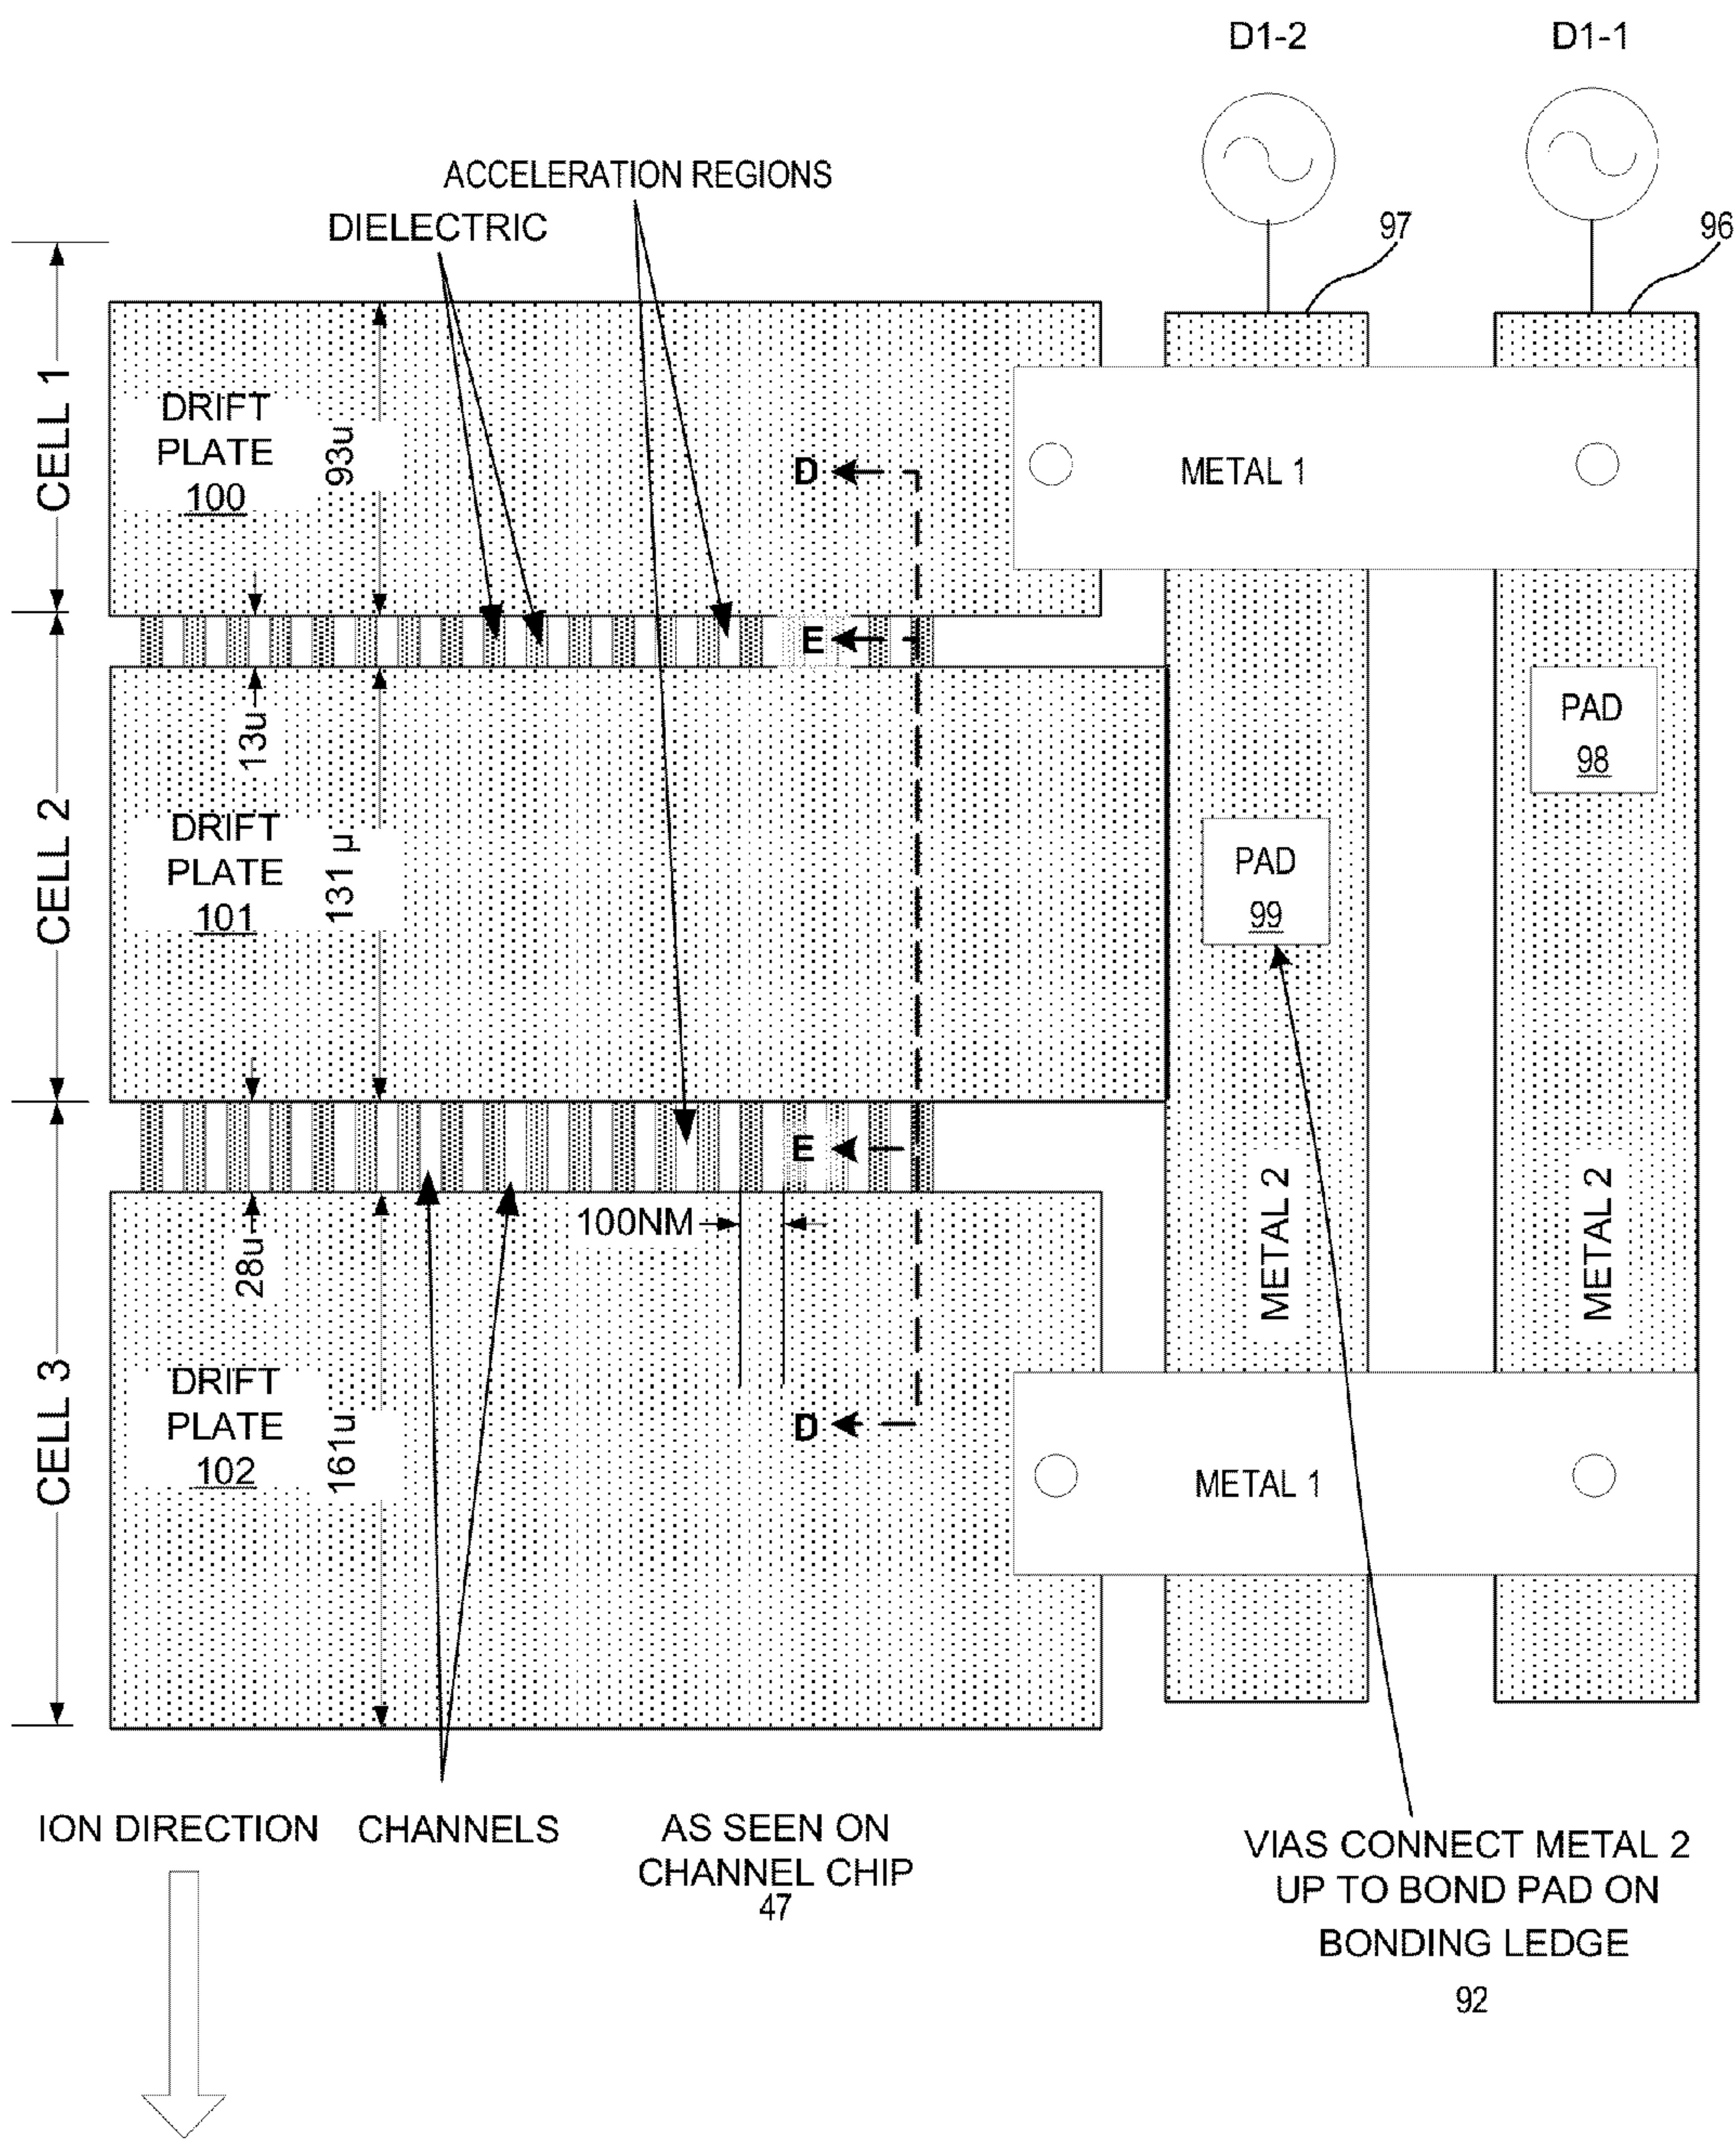 D1-2
D1-1
ACCELERATION REGIONS
DIELECTRIC
97
96
CELL 1
DRIFT
PLATE
100
93u
D
METAL 1
E
13u
PAD
98
CELL 2
DRIFT
PLATE
101
131 µ
PAD
99
E
METAL 2
METAL 2
100NM
28u
CELL 3
DRIFT
PLATE
102
161u
D
METAL 1
ION DIRECTION
CHANNELS
AS SEEN ON
CHANNEL CHIP
47
VIAS CONNECT METAL 2
UP TO BOND PAD ON
BONDING LEDGE
92